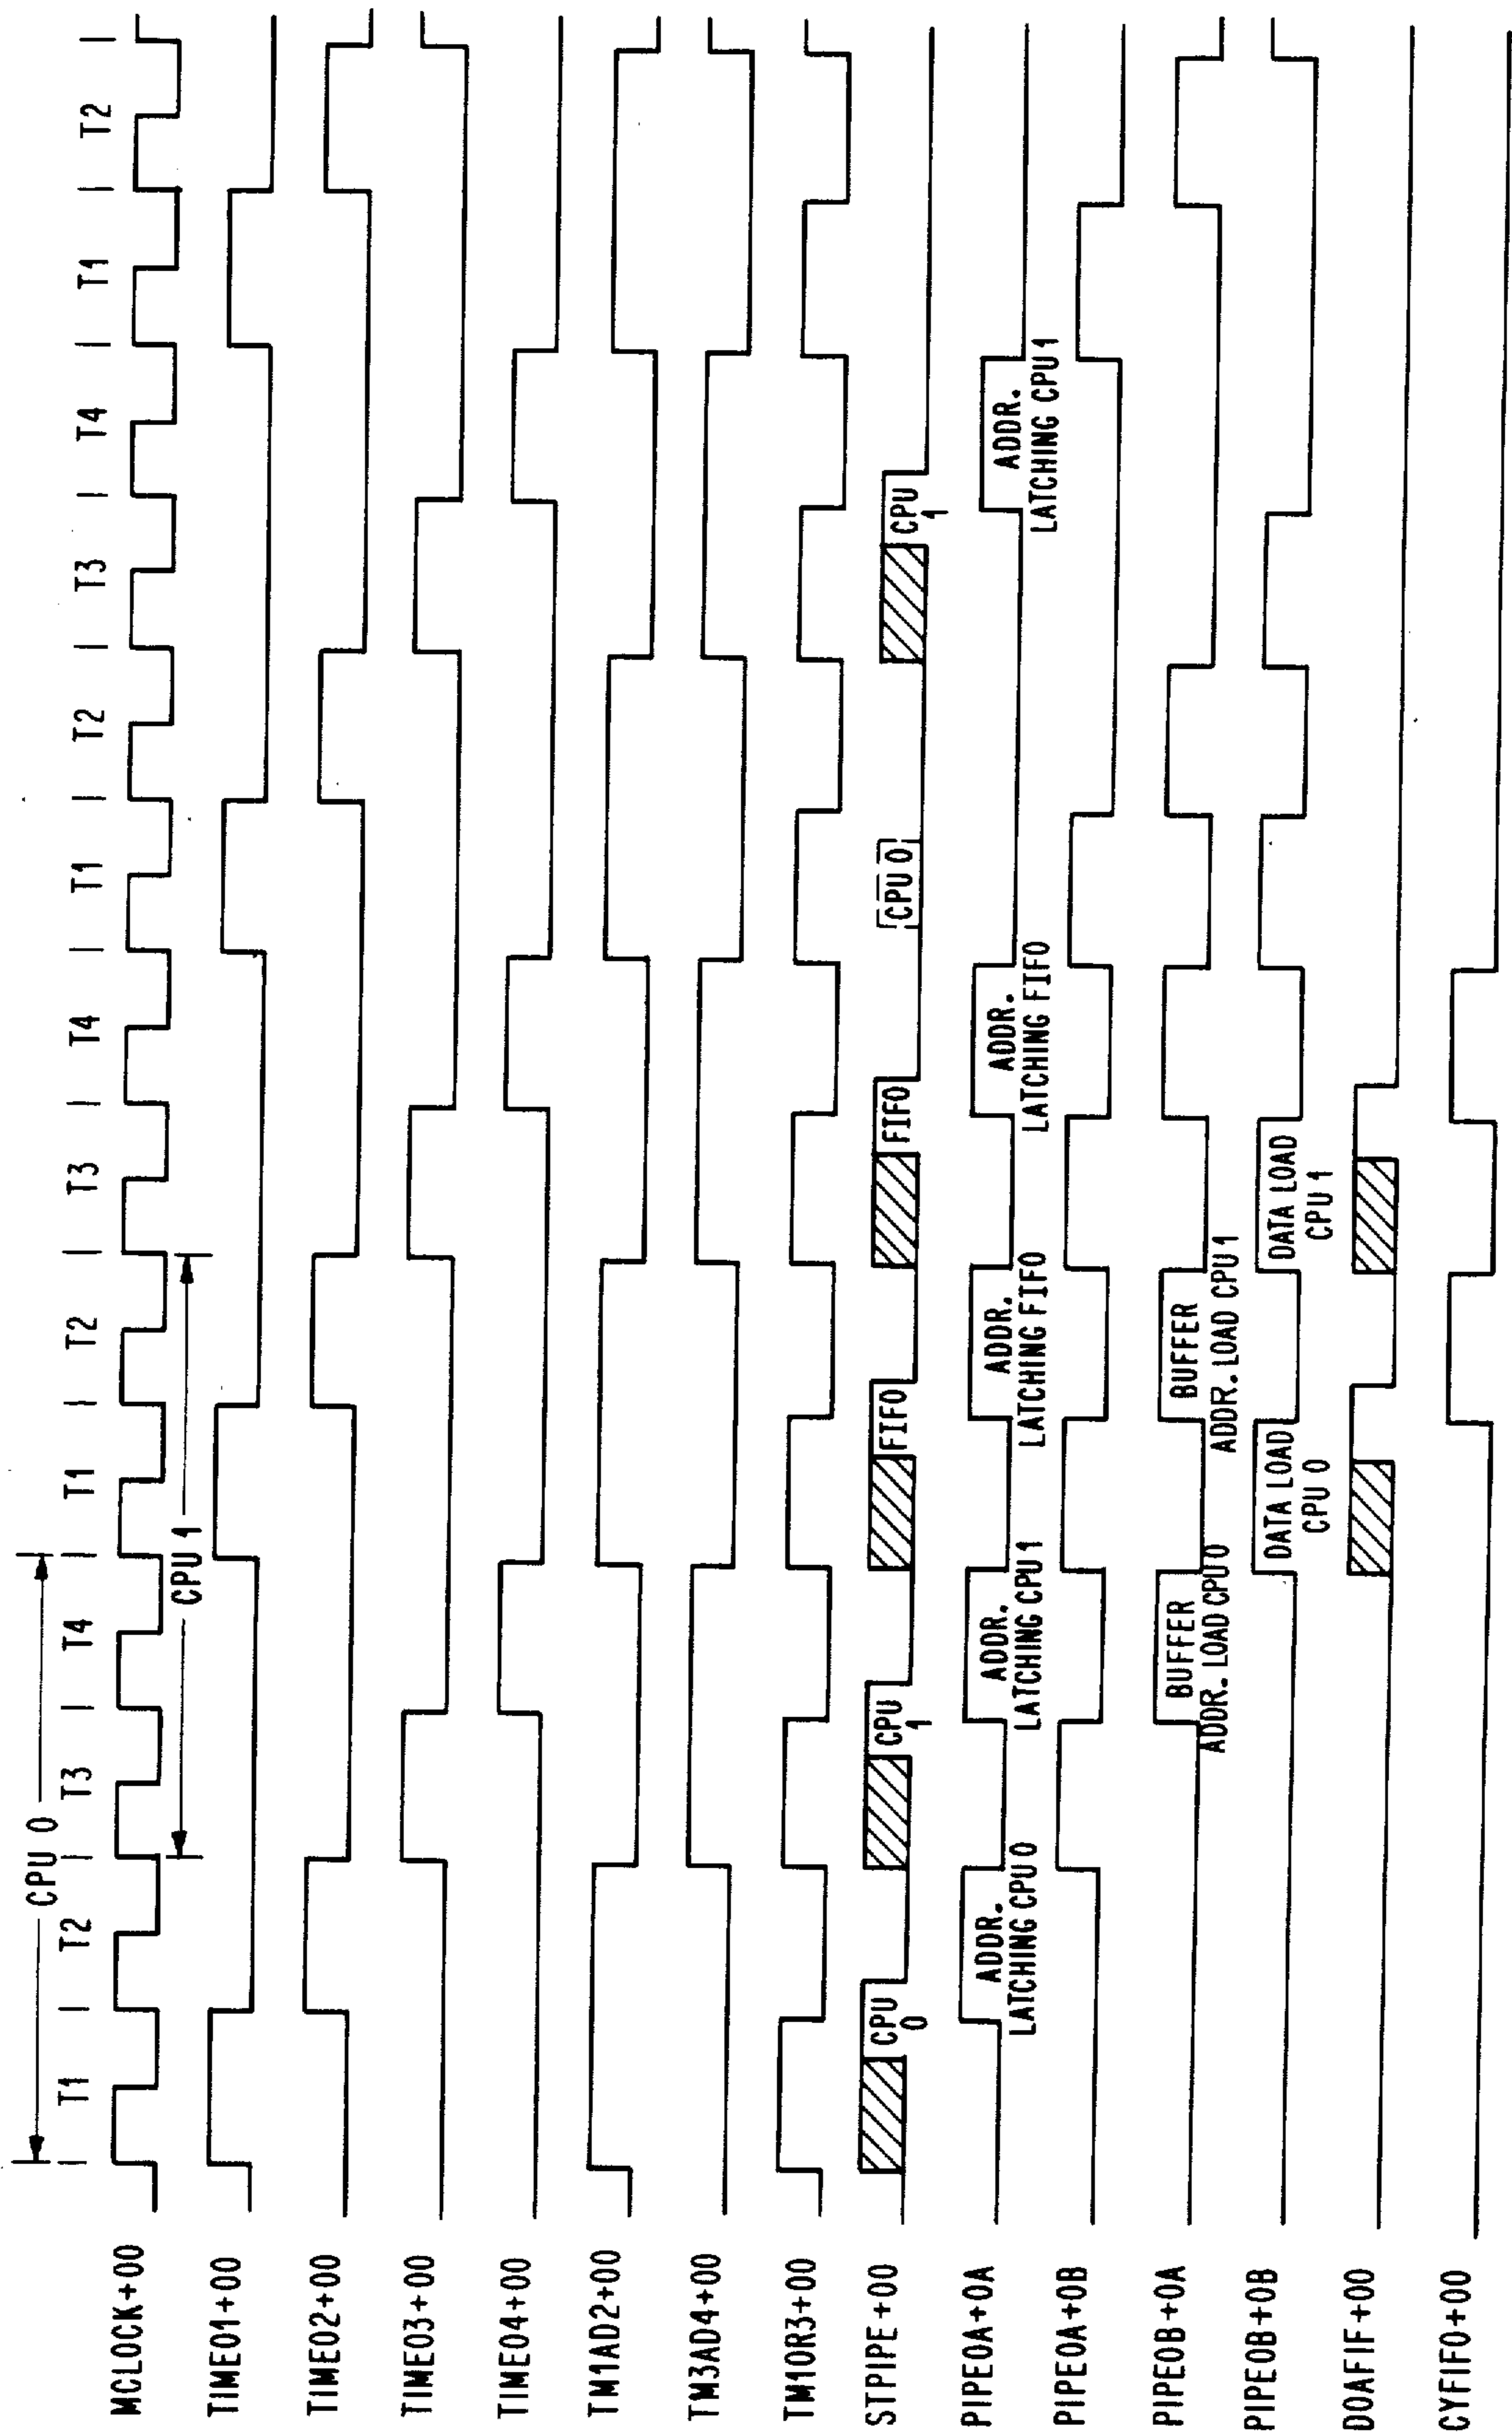 CPU 0
T1 T2 T3 T4 T1 T2 T3 T4 T1 T2 T3 T4 T1 T2
CPU 1
MCLOCK+00
TIME01+00
TIME02+00
TIME03+00
TIME04+00
TM1AD2+00
TM3AD4+00
TM10R3+00
STPIPE+00
CPU
0
CPU
1
FIFO
FIFO
CPU 0
CPU
1
PIPE0A+0A
ADDR.
LATCHING CPU 0
ADDR.
LATCHING CPU 1
ADDR.
LATCHING FIFO
ADDR.
LATCHING FIFO
ADDR.
LATCHING CPU 1
PIPE0A+0B
PIPE0B+0A
BUFFER
ADDR. LOAD CPU 0
BUFFER
ADDR. LOAD CPU 1
PIPE0B+0B
DATA LOAD
CPU 0
DATA LOAD
CPU 1
DOAFIF+00
CYFIFO+00